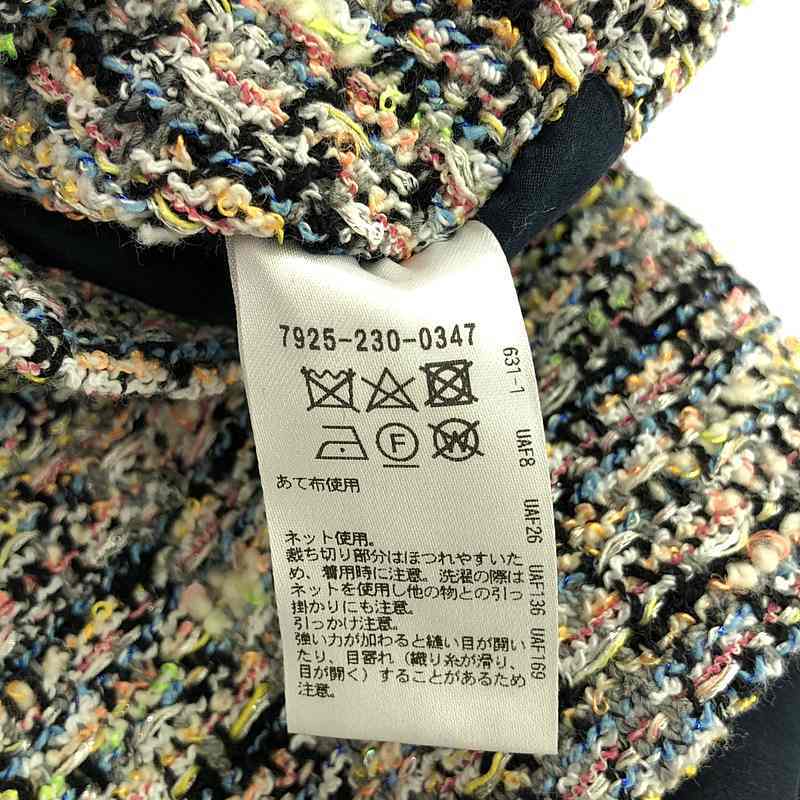 7925-230-0347
F
W
あて布使用
ネット使用。
裁ち切り部分はほつれやすいた
め、着用時に注意。洗濯の際は
ネットを使用し他の物との引っ
掛かりにも注意。
引っかけ注意。
強い力が加わると縫い目が開い
たり、目寄れ(織り糸が滑り、
目が開く)することがあるため
注意。
631-1 UAF8 UAF26 UAF136 UAF169